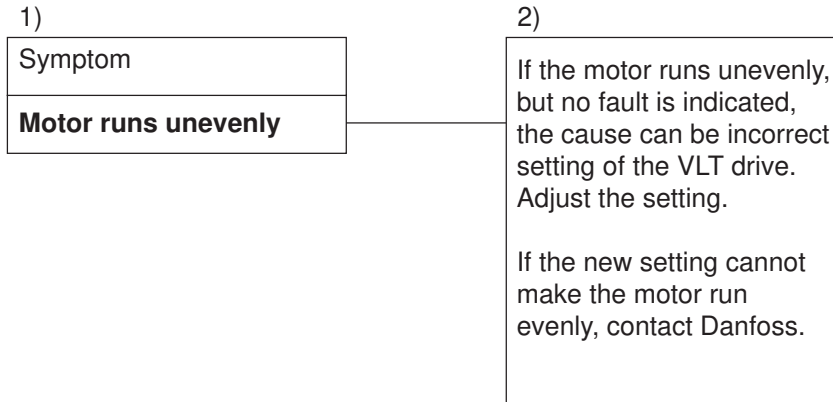 1)
Symptom
Motor runs unevenly
2)
If the motor runs unevenly,
but no fault is indicated,
the cause can be incorrect
setting of the VLT drive.
Adjust the setting.
If the new setting cannot
make the motor run
evenly, contact Danfoss.